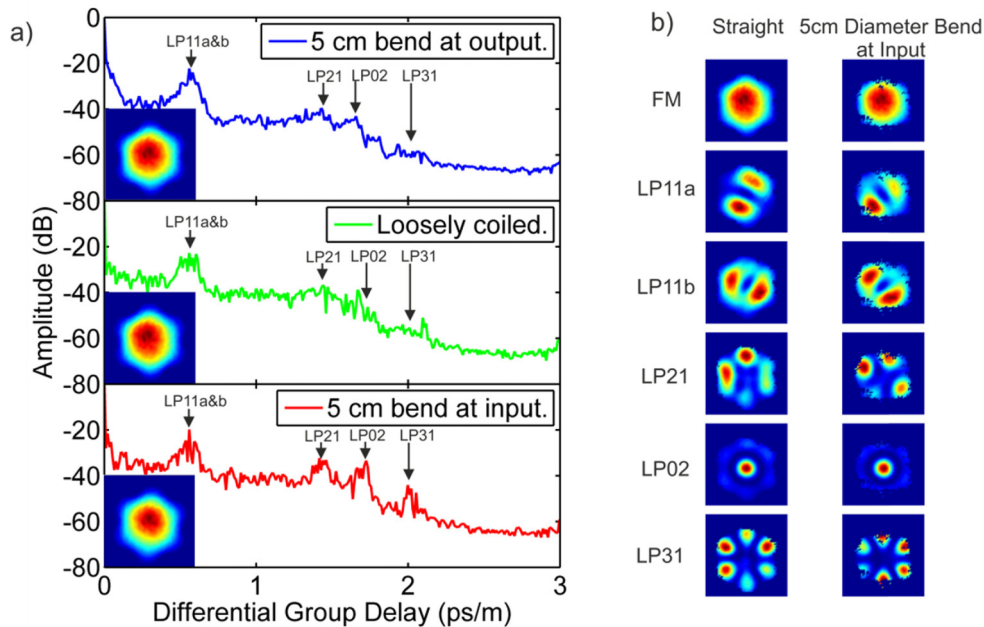 a)
Amplitude (dB)
0
-20
-40
-60
-80
5 cm bend at output.
LP11a&b
LP21
LP02
LP31
-20
-40
-60
-80
Loosely coiled.
LP11a&b
LP21
LP02
LP31
-20
-40
-60
-80
5 cm bend at input.
LP11a&b
LP21
LP02
LP31
0
1
2
3
Differential Group Delay (ps/m)
b)
Straight
5cm Diameter Bend
at Input
FM
LP11a
LP11b
LP21
LP02
LP31